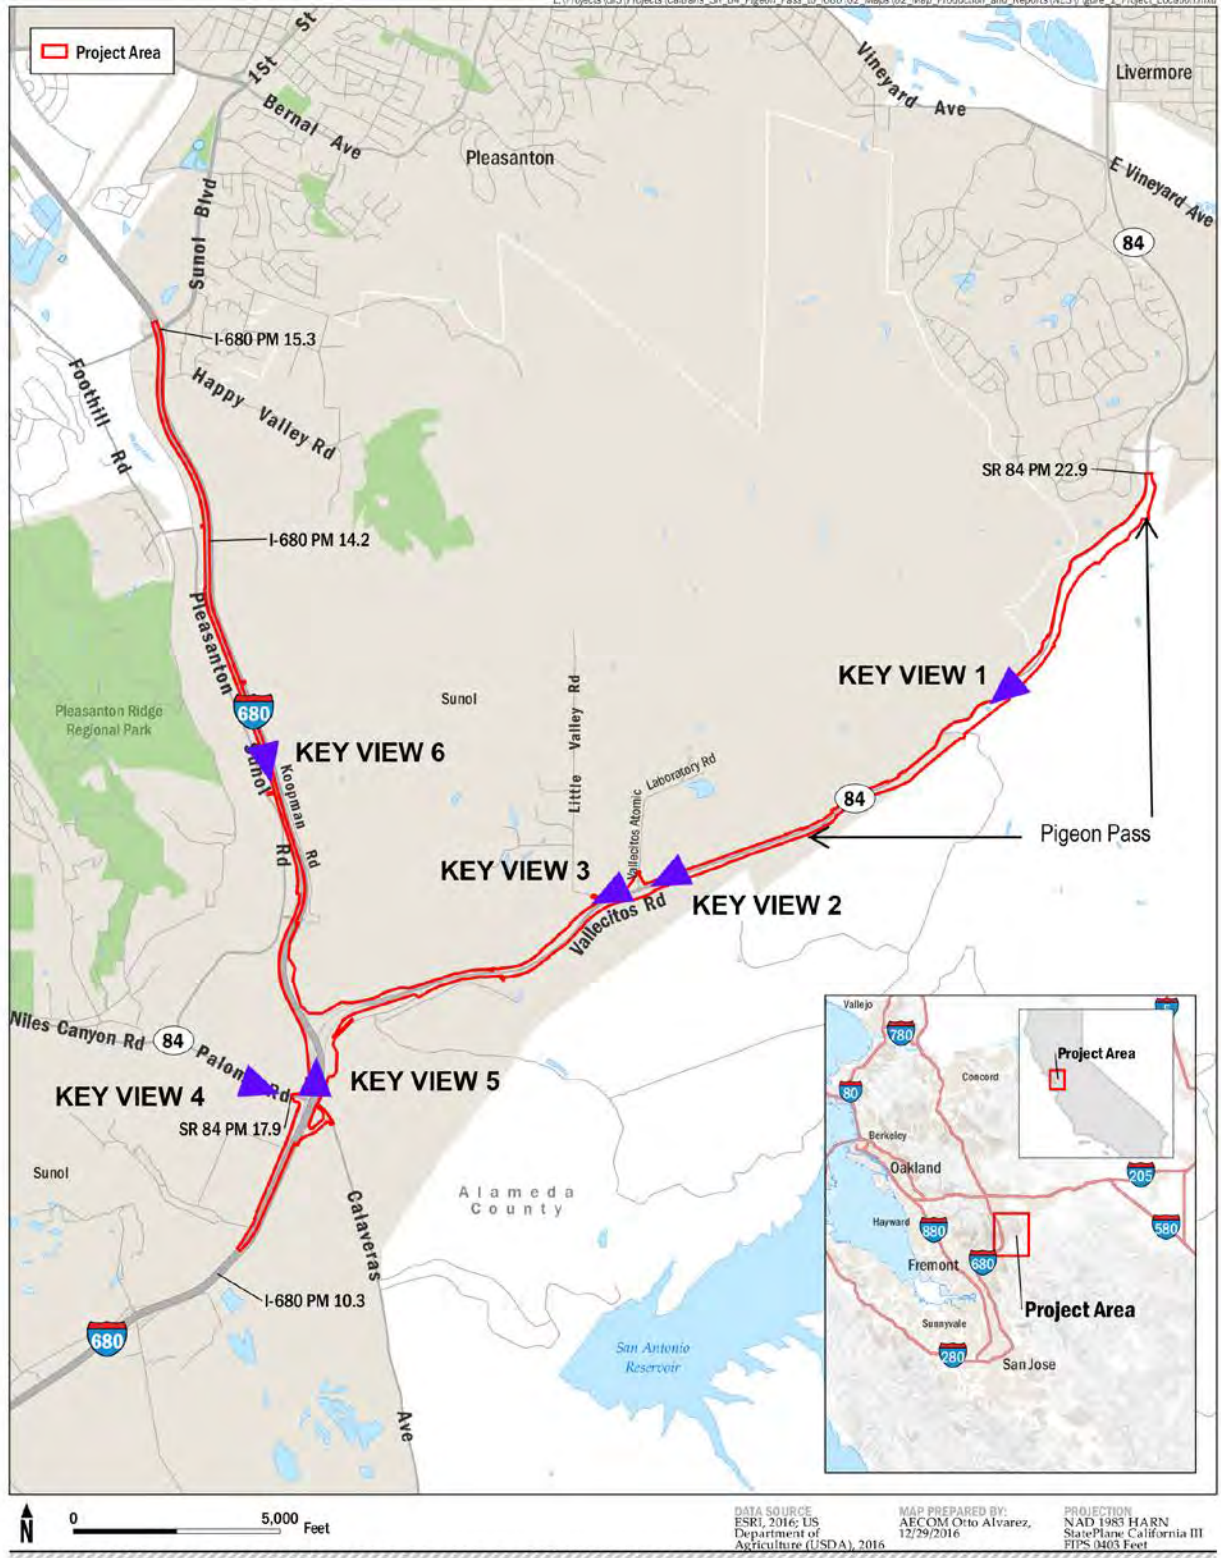 Project Area
1St St
Bernal Ave
Pleasanton
Vineyard Ave
Livermore
E Vineyard Ave
84
Sunol Blvd
I-680 PM 15.3
Foothill Rd
Happy Valley Rd
SR 84 PM 22.9
I-680 PM 14.2
Pleasanton Sunol Rd
KEY VIEW 1
Pleasanton Ridge
Regional Park
680
Sunol
Little Valley Rd
KEY VIEW 6
Koopman Rd
Laboratory Rd
Vallecitos Atomic
84
Pigeon Pass
KEY VIEW 3
KEY VIEW 2
Vallecitos Rd
Niles Canyon Rd
84
Paloma Rd
KEY VIEW 4
KEY VIEW 5
SR 84 PM 17.9
Sunol
Alameda
County
Calaveras Ave
I-680 PM 10.3
680
San Antonio
Reservoir
Vallejo
780
5
Project Area
Concord
80
Berkeley
Oakland
205
Hayward
880
580
Fremont
680
Project Area
Sunnyvale
280
San Jose
N
0 5,000 Feet
DATA SOURCE
ESRI, 2016; US
Department of
Agriculture (USDA), 2016
MAP PREPARED BY:
AECOM Otto Alvarez,
12/29/2016
PROJECTION
NAD 1983 HARN
StatePlane California III
FIPS 0403 Feet